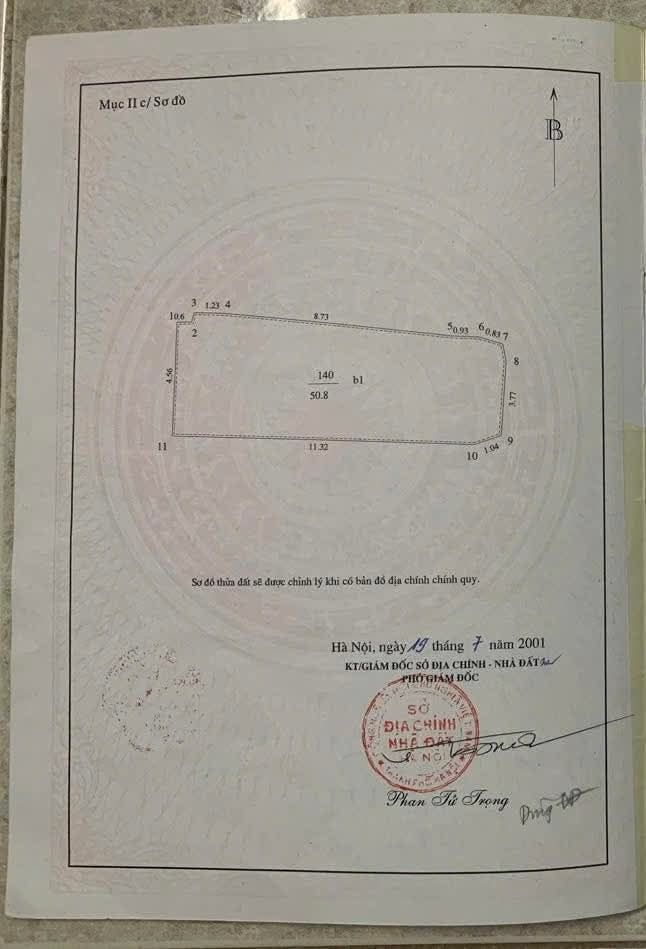 Mục II c/ Sơ đồ
B
3 1.23 4
10.6
2
8.73
5 0.93 6 0.83 7
8
4.56
140
50.8
b1
3.77
11
11.32
10 1.04 9
Sơ đồ thửa đất sẽ được chỉnh lý khi có bản đồ địa chính chính quy.
Hà Nội, ngày 19 tháng 7 năm 2001
KT/GIÁM ĐỐC SỞ ĐỊA CHÍNH - NHÀ ĐẤT
PHÓ GIÁM ĐỐC
SỞ
ĐỊA CHÍNH
NHÀ ĐẤT
HÀ NỘI
Phan Tử Trọng